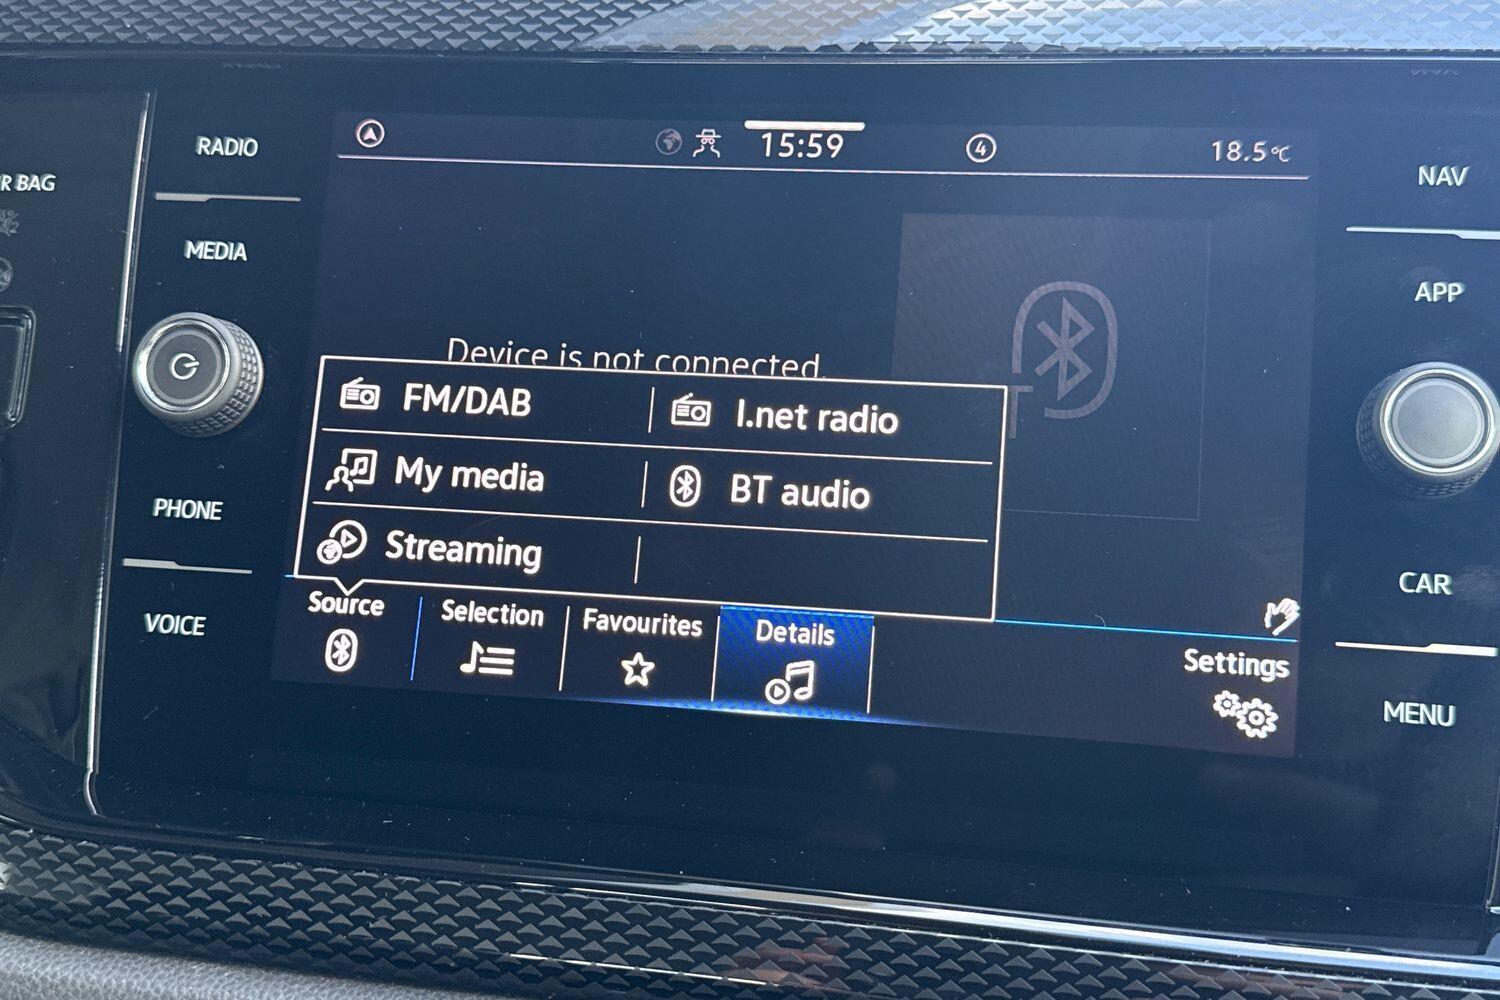 RADIO
MEDIA
PHONE
VOICE
R BAG
15:59
4
18.5°C
Device is not connected.
FM/DAB
I.net radio
My media
BT audio
Streaming
Source
Selection
Favourites
Details
Settings
NAV
APP
CAR
MENU